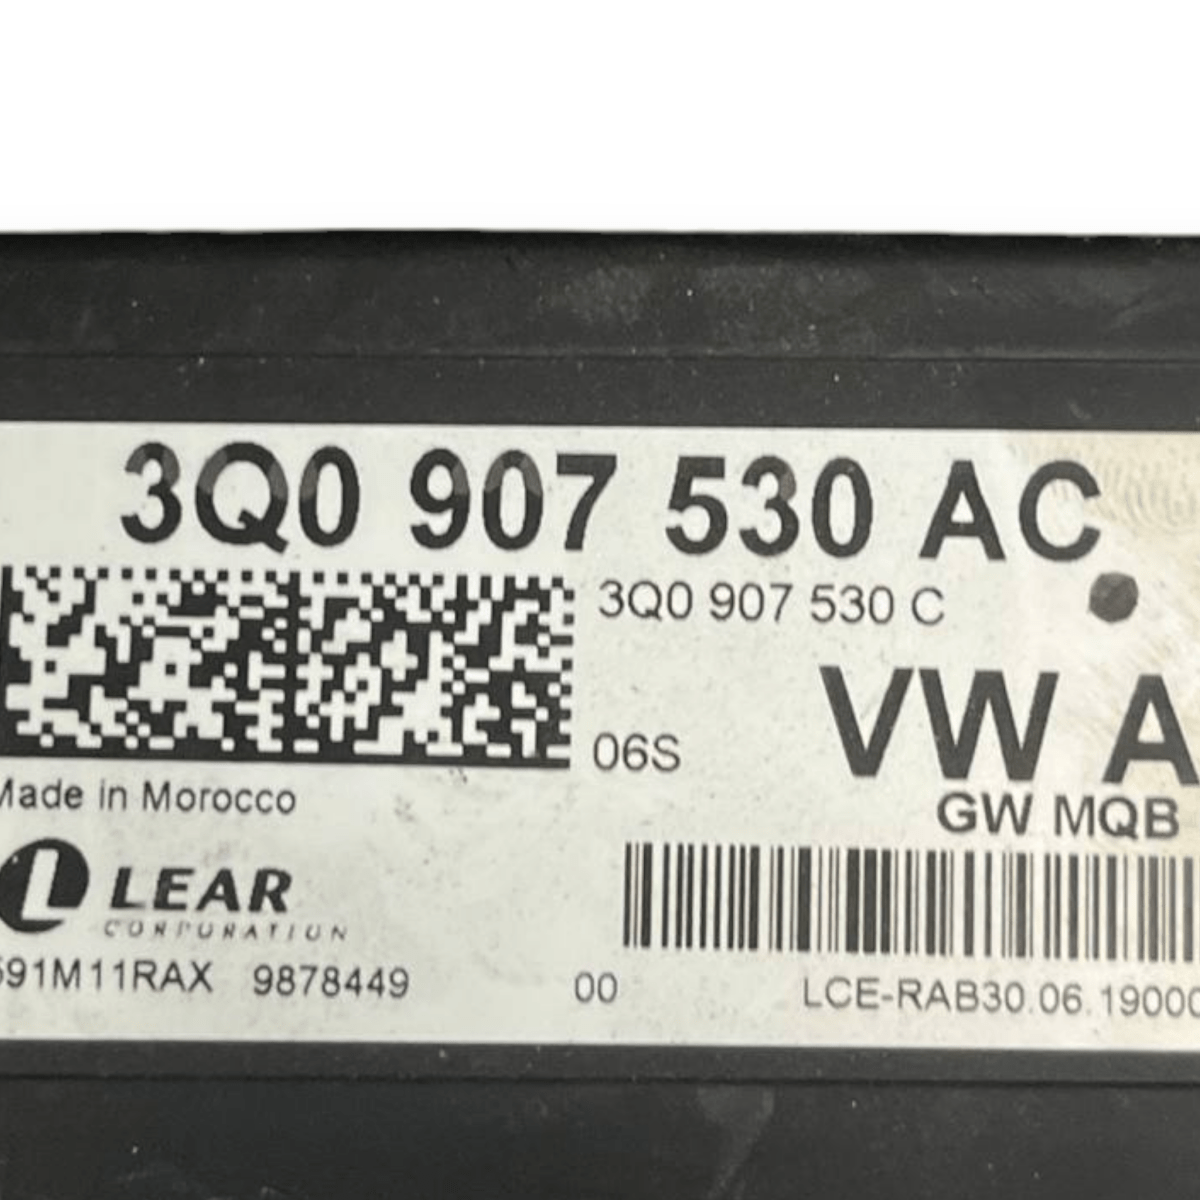 3Q0 907 530 AC
3Q0 907 530 C
06S
VW A
GW MQB
Made in Morocco
LEAR
CORPORATION
591M11RAX 9878449
00
LCE-RAB30.06.19000